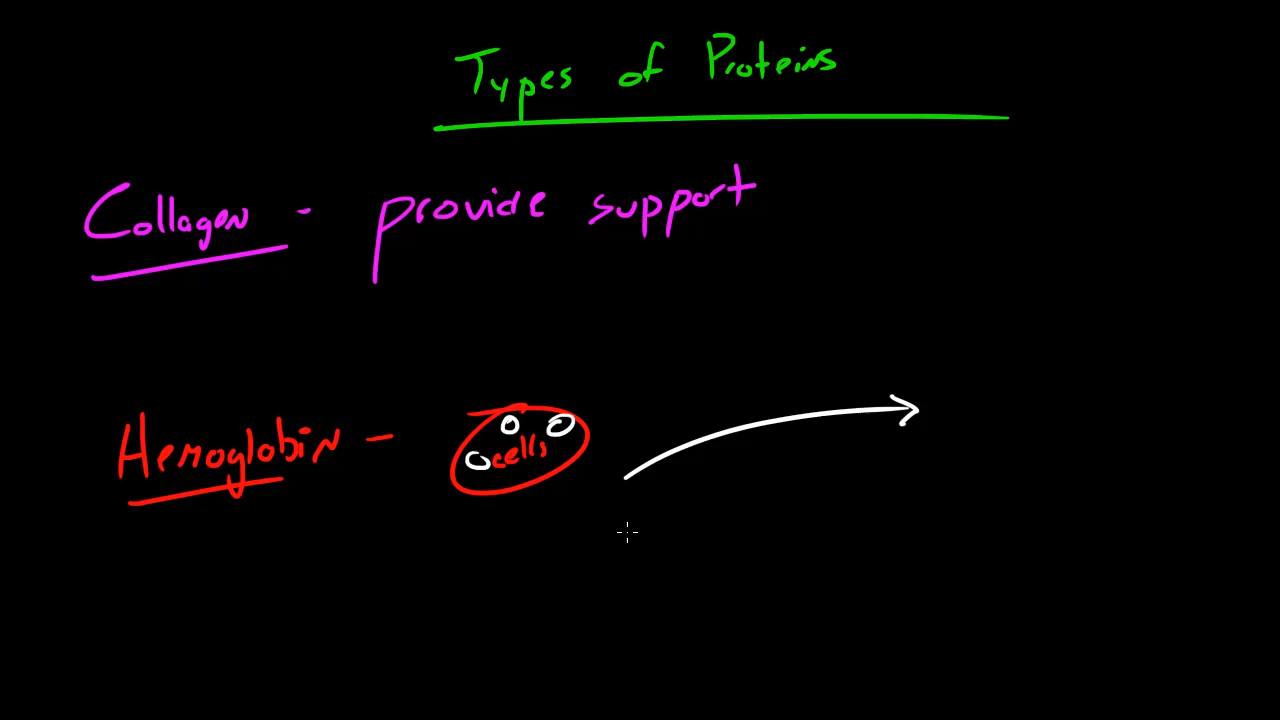 Types of Proteins
Collagen - provide support
Hemoglobin - cells